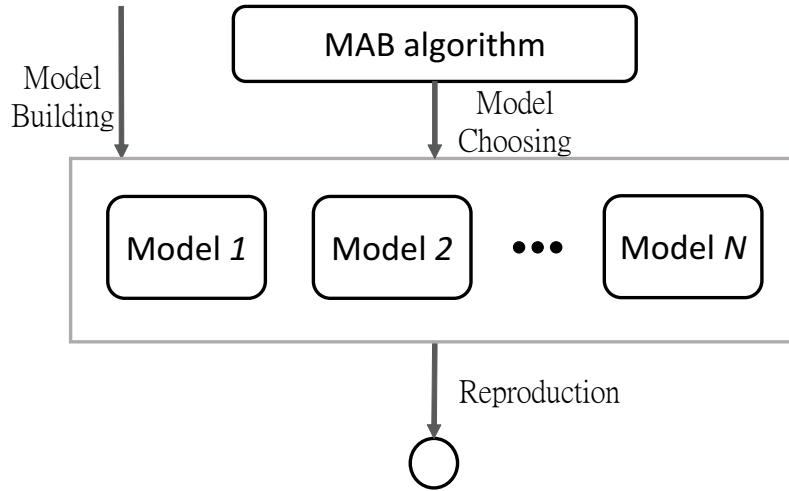 MAB algorithm
Model
Building
Model
Choosing
Model 1
Model 2
•••
Model N
Reproduction